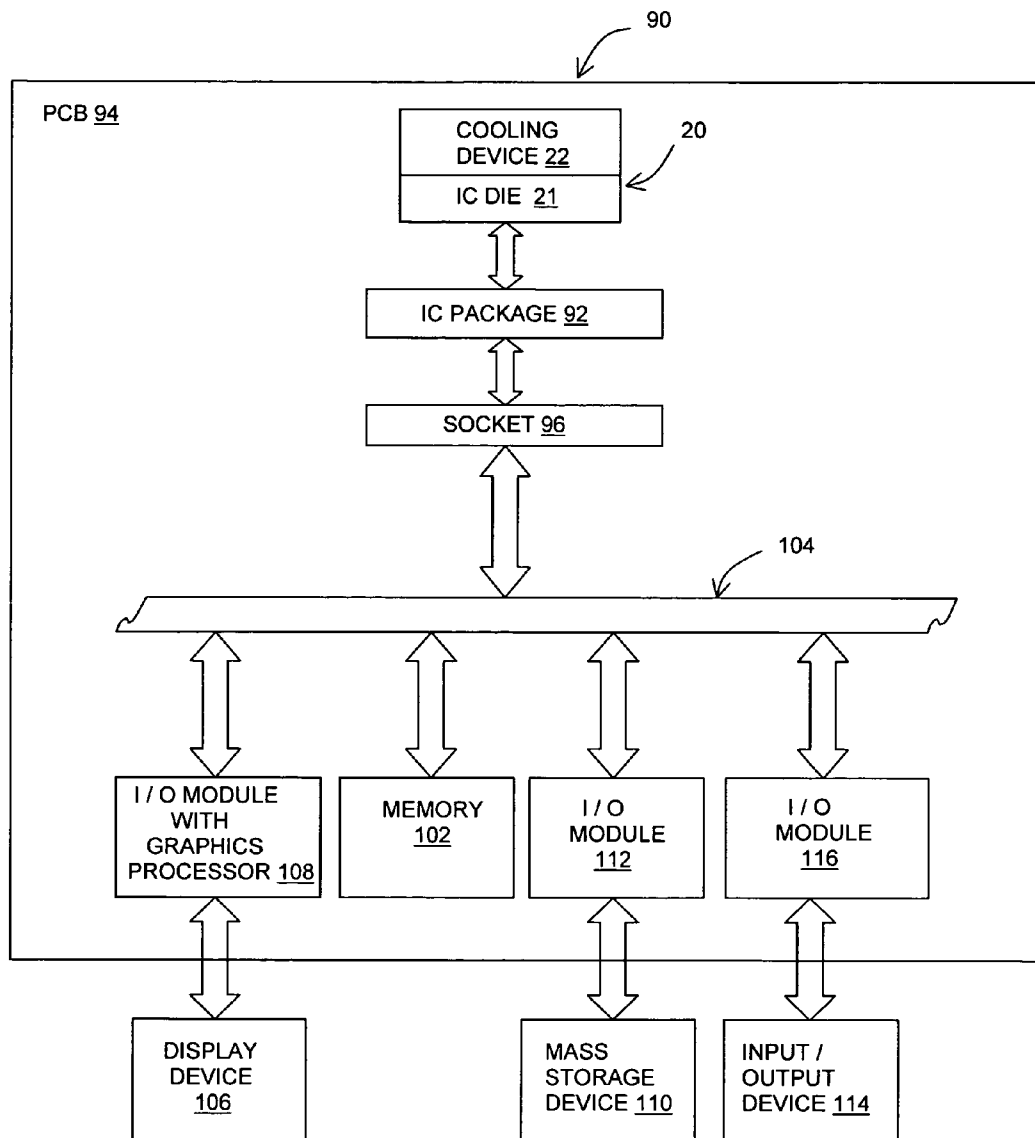 90
PCB 94
COOLING
DEVICE 22
20
IC DIE 21
IC PACKAGE 92
SOCKET 96
104
I / O MODULE
WITH
GRAPHICS
PROCESSOR 108
MEMORY
102
I / O
MODULE
112
I / O
MODULE
116
DISPLAY
DEVICE
106
MASS
STORAGE
DEVICE 110
INPUT /
OUTPUT
DEVICE 114